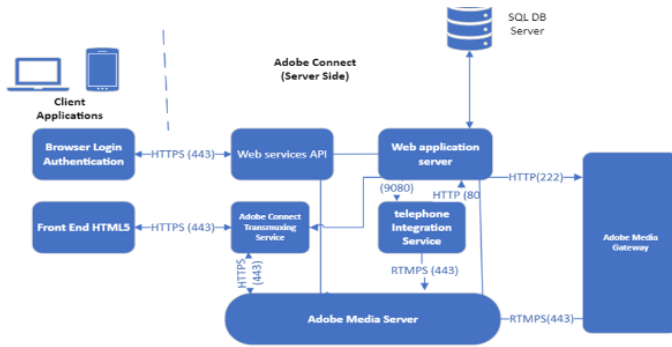 SQL DB
Server
Adobe Connect
(Server Side)
Client
Applications
Browser Login
Authentication
HTTPS (443)
Web services API
Web application
server
HTTP(222)
(9080)
HTTP (80
Front End HTML5
HTTPS (443)
Adobe Connect
Transmuxing
Service
telephone
Integration
Service
Adobe Media
Gateway
HTTPS
(443)
RTMPS (443)
Adobe Media Server
RTMPS(443)